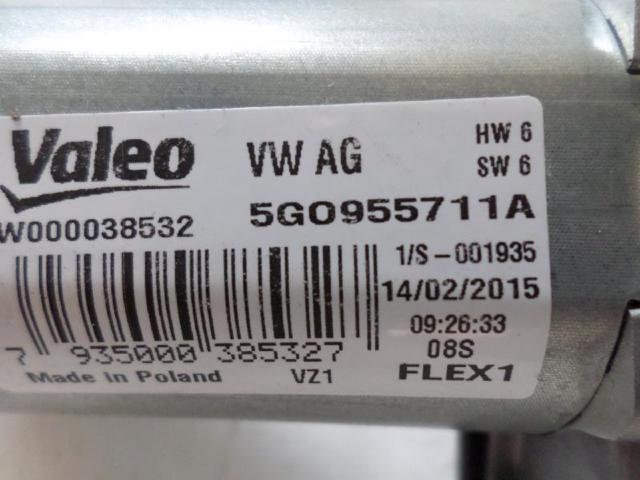 Valeo
VW AG
HW 6
SW 6
W000038532
5G0955711A
1/S-001935
14/02/2015
09:26:33
7 935000 385327
08S
Made in Poland
VZ1
FLEX1